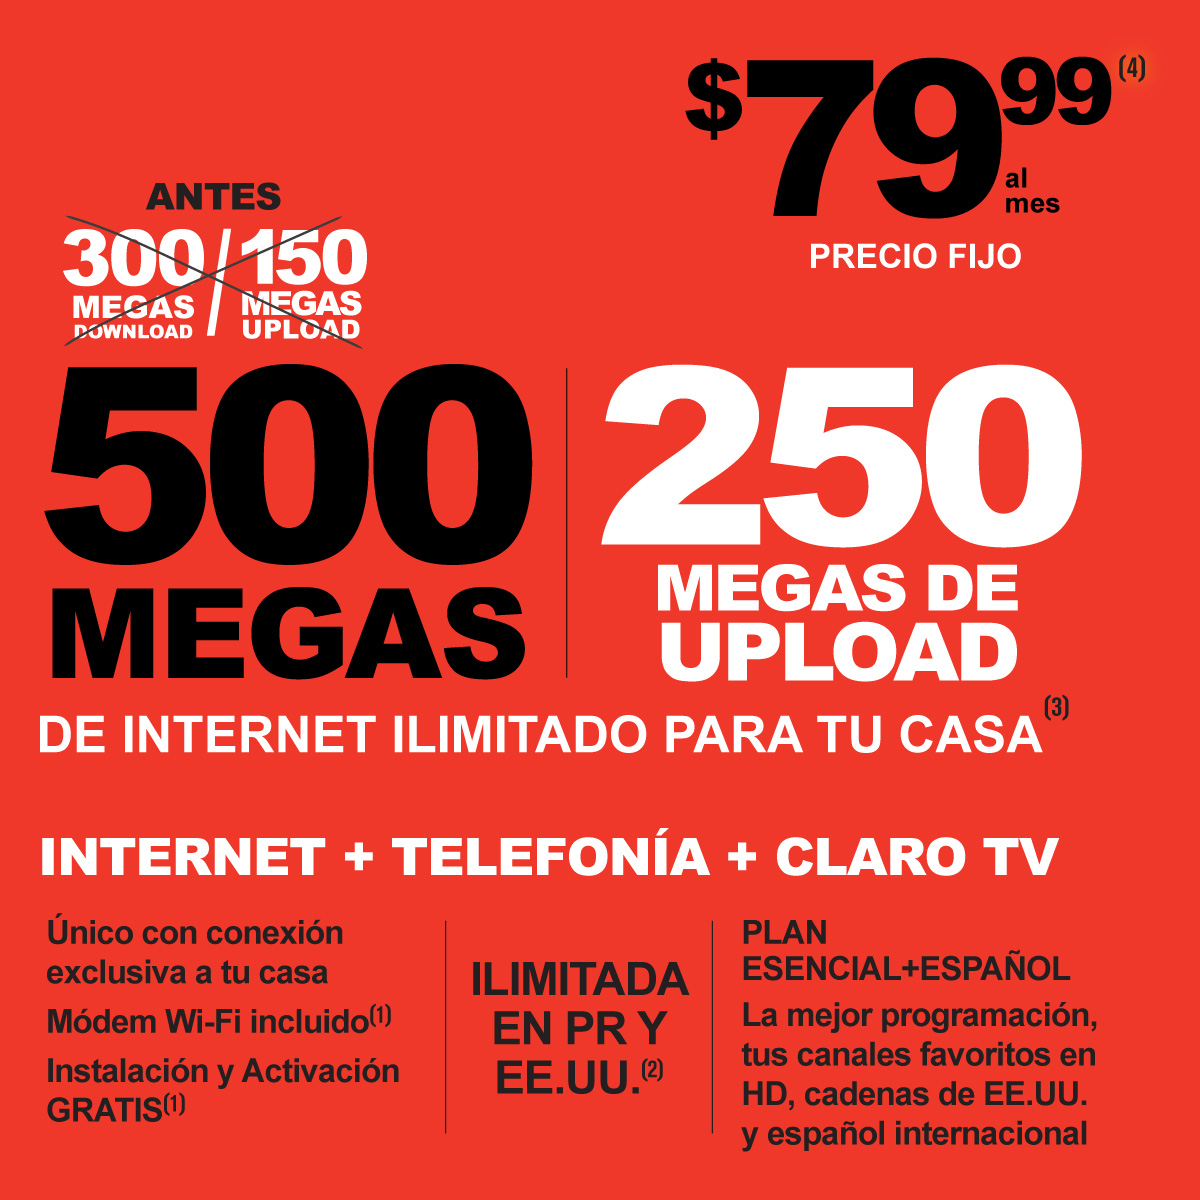 $79.99 (4)
al
mes
PRECIO FIJO
ANTES
300 / 150
MEGAS MEGAS
DOWNLOAD UPLOAD
500
MEGAS
250
MEGAS DE
UPLOAD
DE INTERNET ILIMITADO PARA TU CASA (3)
INTERNET + TELEFONÍA + CLARO TV
Único con conexión
exclusiva a tu casa
Módem Wi-Fi incluido(1)
Instalación y Activación
GRATIS(1)
ILIMITADA
EN PR Y
EE.UU.(2)
PLAN
ESENCIAL+ESPAÑOL
La mejor programación,
tus canales favoritos en
HD, cadenas de EE.UU.
y español internacional